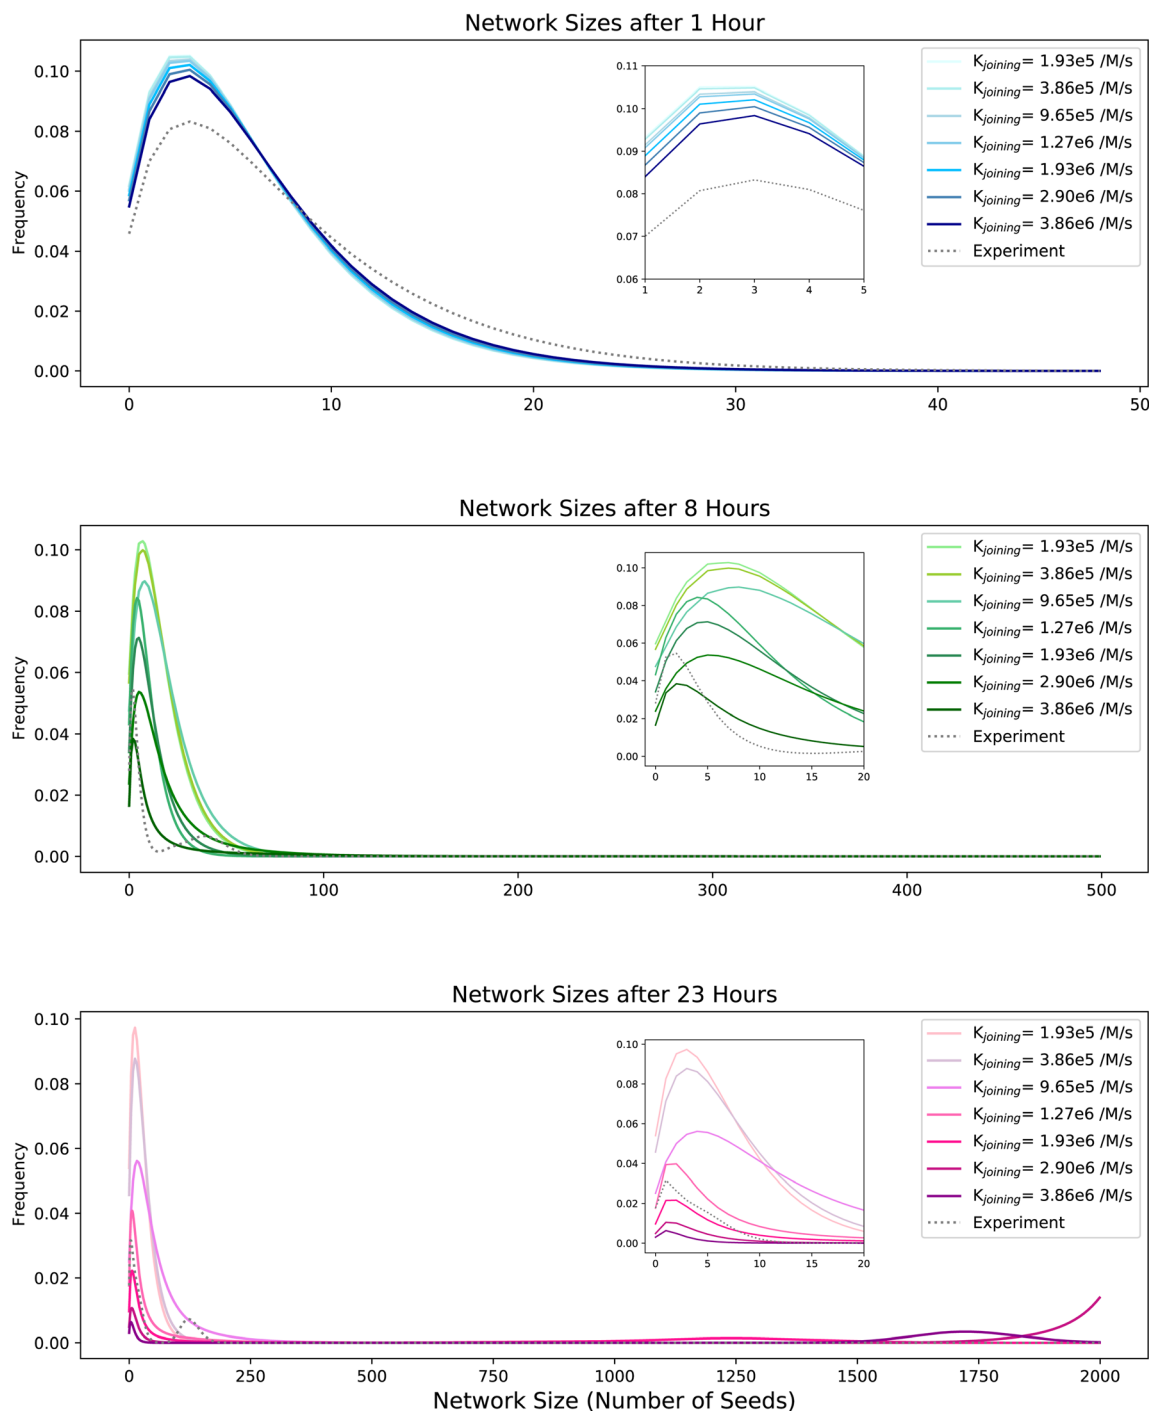 Network Sizes after 1 Hour
Frequency
0.10
0.08
0.06
0.04
0.02
0.00
0 10 20 30 40 50
0.11
0.10
0.09
0.08
0.07
0.06
1 2 3 4 5
Kjoining= 1.93e5 /M/s
Kjoining= 3.86e5 /M/s
Kjoining= 9.65e5 /M/s
Kjoining= 1.27e6 /M/s
Kjoining= 1.93e6 /M/s
Kjoining= 2.90e6 /M/s
Kjoining= 3.86e6 /M/s
Experiment
Network Sizes after 8 Hours
Frequency
0.10
0.08
0.06
0.04
0.02
0.00
0 100 200 300 400 500
0.10
0.08
0.06
0.04
0.02
0.00
0 5 10 15 20
Kjoining= 1.93e5 /M/s
Kjoining= 3.86e5 /M/s
Kjoining= 9.65e5 /M/s
Kjoining= 1.27e6 /M/s
Kjoining= 1.93e6 /M/s
Kjoining= 2.90e6 /M/s
Kjoining= 3.86e6 /M/s
Experiment
Network Sizes after 23 Hours
Frequency
0.10
0.08
0.06
0.04
0.02
0.00
0 250 500 750 1000 1250 1500 1750 2000
0.10
0.08
0.06
0.04
0.02
0.00
0 5 10 15 20
Kjoining= 1.93e5 /M/s
Kjoining= 3.86e5 /M/s
Kjoining= 9.65e5 /M/s
Kjoining= 1.27e6 /M/s
Kjoining= 1.93e6 /M/s
Kjoining= 2.90e6 /M/s
Kjoining= 3.86e6 /M/s
Experiment
Network Size (Number of Seeds)